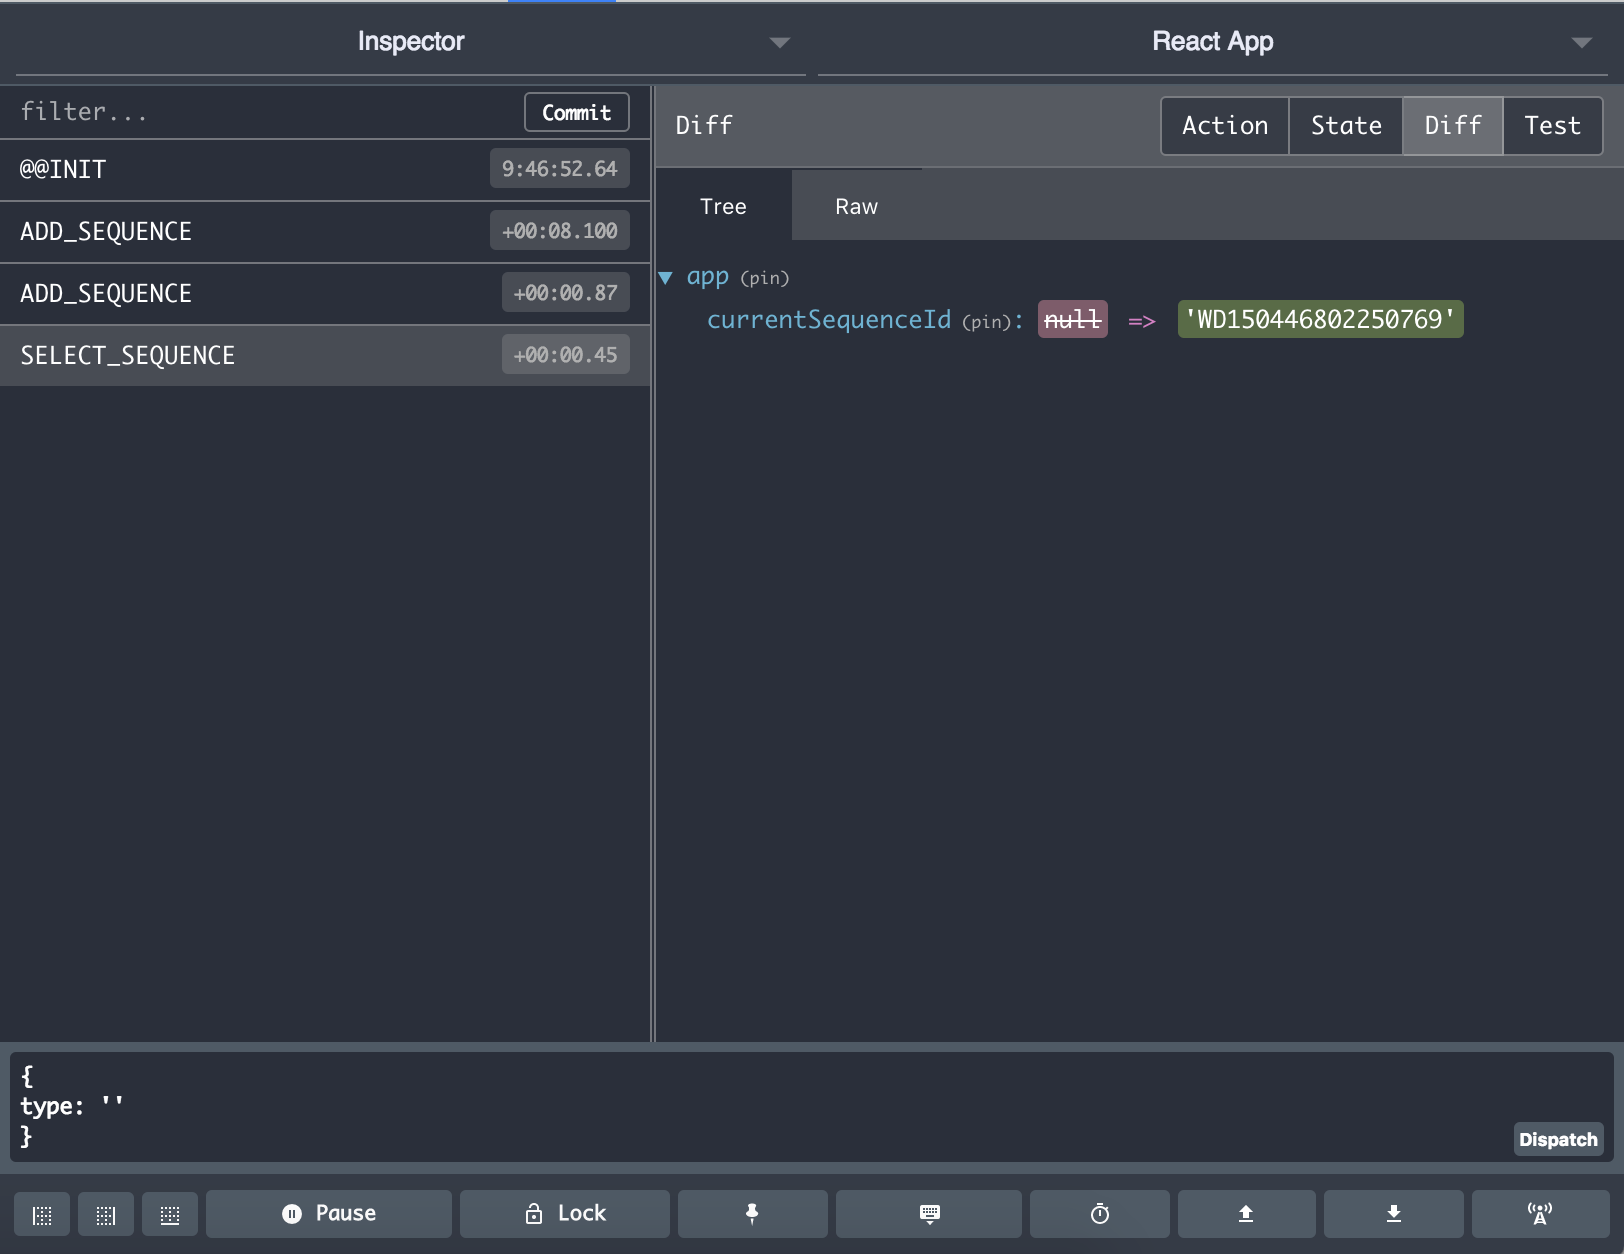 Inspector
React App
filter...
Commit
@@INIT
9:46:52.64
ADD_SEQUENCE
+00:08.100
ADD_SEQUENCE
+00:00.87
SELECT_SEQUENCE
+00:00.45
Diff
Action
State
Diff
Test
Tree
Raw
app (pin)
currentSequenceId (pin): null => 'WD150446802250769'
{
type: ''
}
Dispatch
Pause
Lock